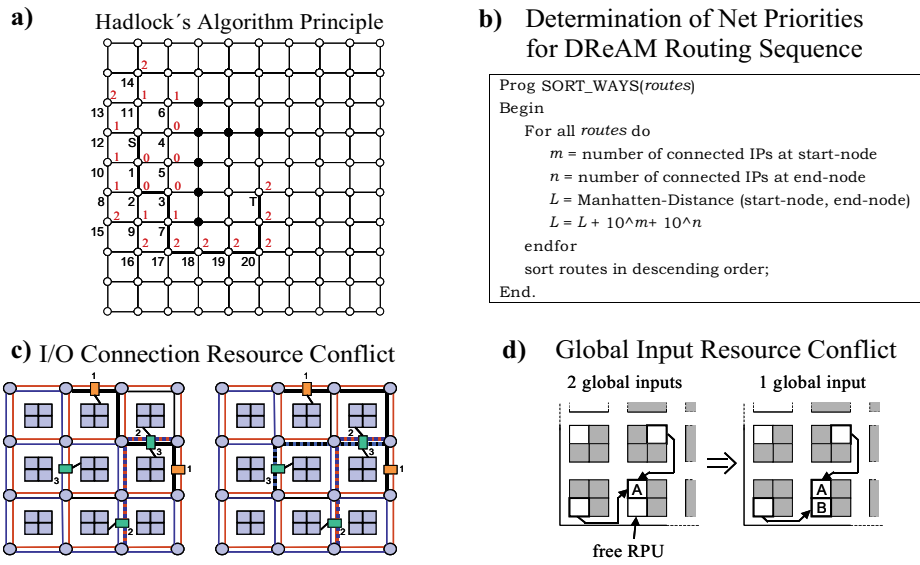 a)
Hadlock´s Algorithm Principle
2
14
2 1 1
13 11 6
1 0
12 S 4
1 0 0
10 1 5
1 0 0 2
8 2 3 T
2 1 1 2
15 9 7
2 2 2 2 2
16 17 18 19 20
b) Determination of Net Priorities
for DReAM Routing Sequence
Prog SORT_WAYS(routes)
Begin
For all routes do
m = number of connected IPs at start-node
n = number of connected IPs at end-node
L = Manhatten-Distance (start-node, end-node)
L = L + 10^m+ 10^n
endfor
sort routes in descending order;
End.
c) I/O Connection Resource Conflict
1
2
3
1
3
2
1
2
3
1
3
2
d) Global Input Resource Conflict
2 global inputs
1 global input
A
A
B
free RPU